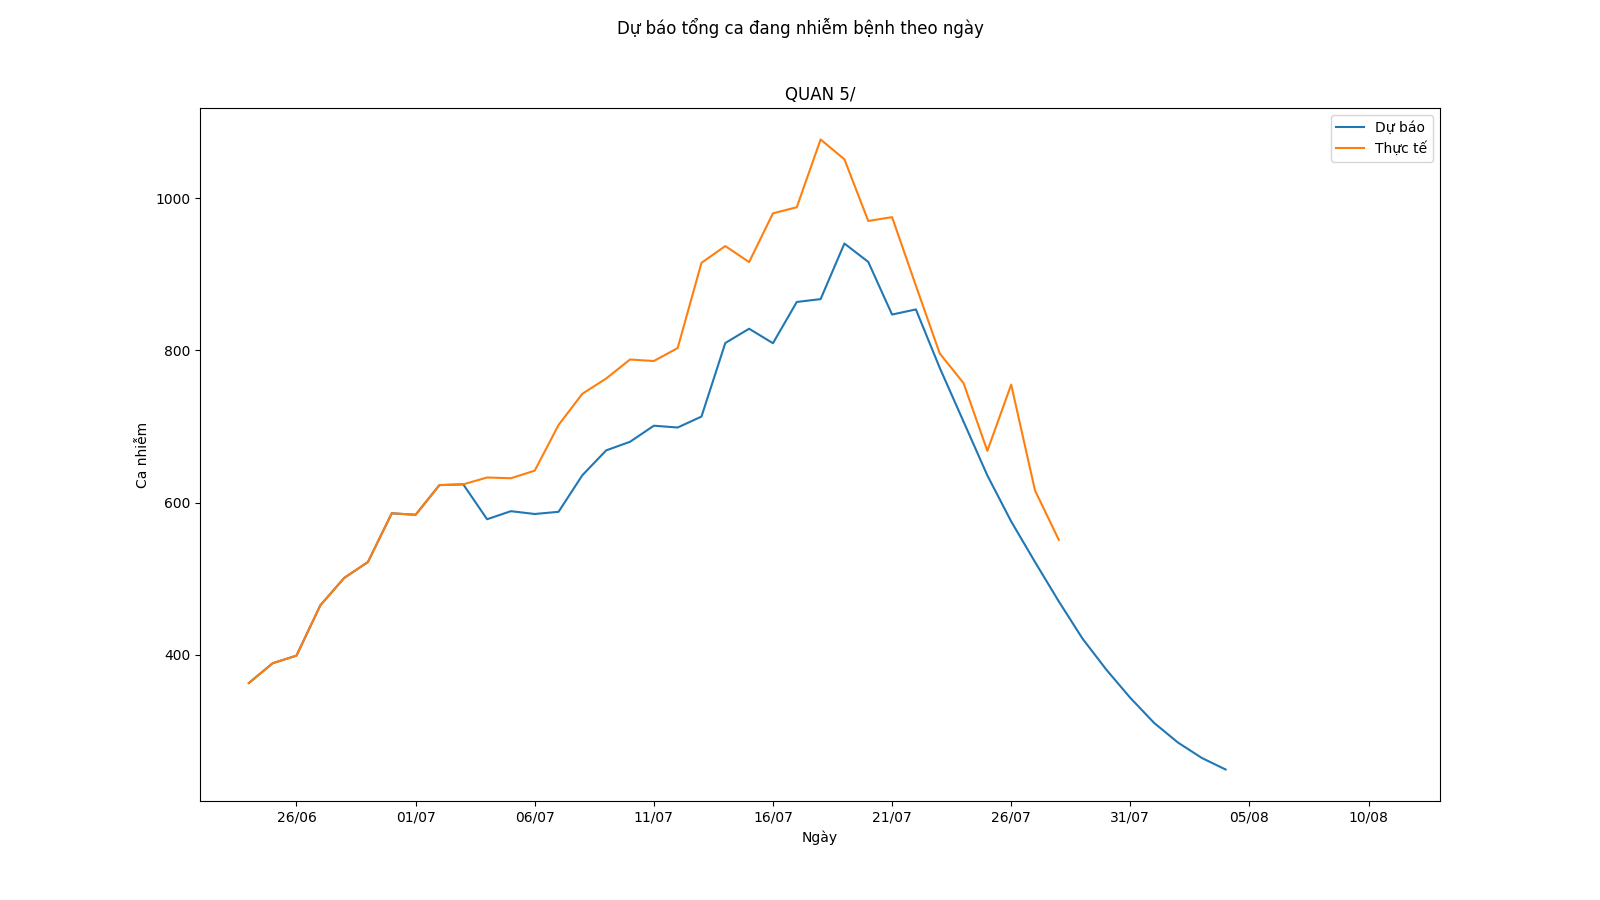 Dự báo tổng ca đang nhiễm bệnh theo ngày
QUAN 5/
Dự báo
Thực tế
1000
800
600
400
Ca nhiễm
26/06
01/07
06/07
11/07
16/07
21/07
26/07
31/07
05/08
10/08
Ngày